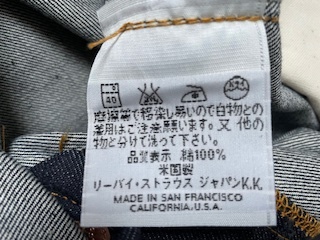 40
摩擦等で移染し易いので白物との
着用はご注意願います。又 他の
物と分けて洗って下さい。
品質表示 綿100%
米国製
リーバイ・ストラウス ジャパンK.K.
MADE IN SAN FRANCISCO
CALIFORNIA.U.S.A.